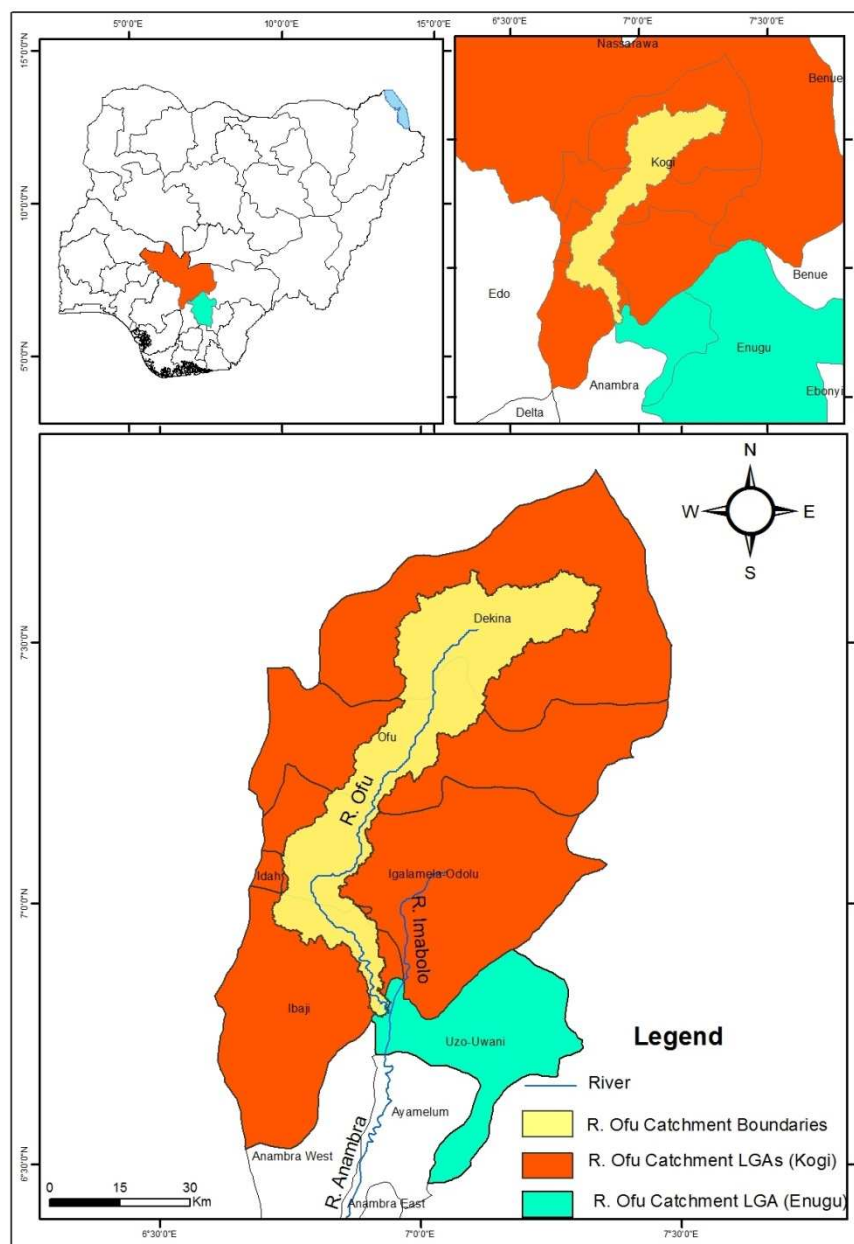 5°0'0"E 10°0'0"E 15°0'0"E
15°0'0"N
10°0'0"N
5°0'0"N
6°30'0"E 7°0'0"E 7°30'0"E
Nassarawa
Benue
Kogi
Benue
Edo
Enugu
Anambra
Ebonyi
Delta
N
W E
S
Dekina
7°30'0"N
Ofu
R. Ofu
Idah
Igalamela-Odolu
7°0'0"N
R. Imabolo
Ibaji
Uzo-Uwani
Legend
River
R. Ofu Catchment Boundaries
R. Ofu Catchment LGAs (Kogi)
R. Ofu Catchment LGA (Enugu)
Ayamelum
R. Anambra
Anambra West
6°30'0"N
Anambra East
0 15 30
Km
6°30'0"E 7°0'0"E 7°30'0"E